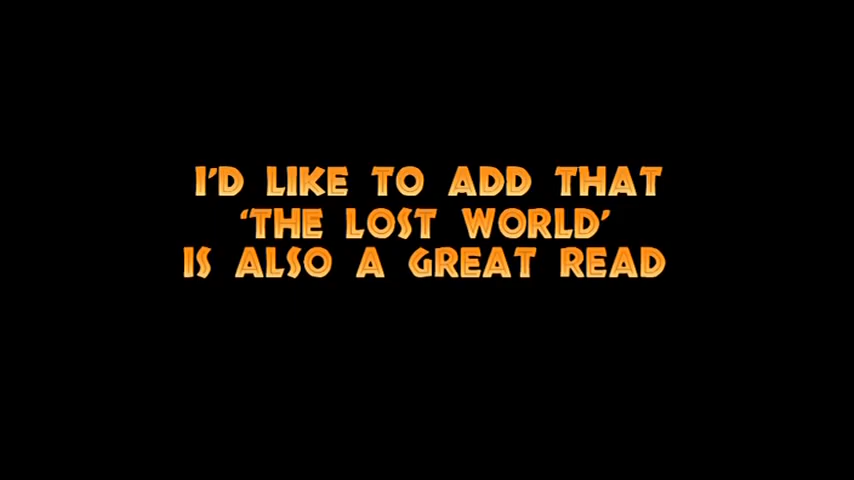 I'D LIKE TO ADD THAT
‘THE LOST WORLD’
IS ALSO A GREAT READ